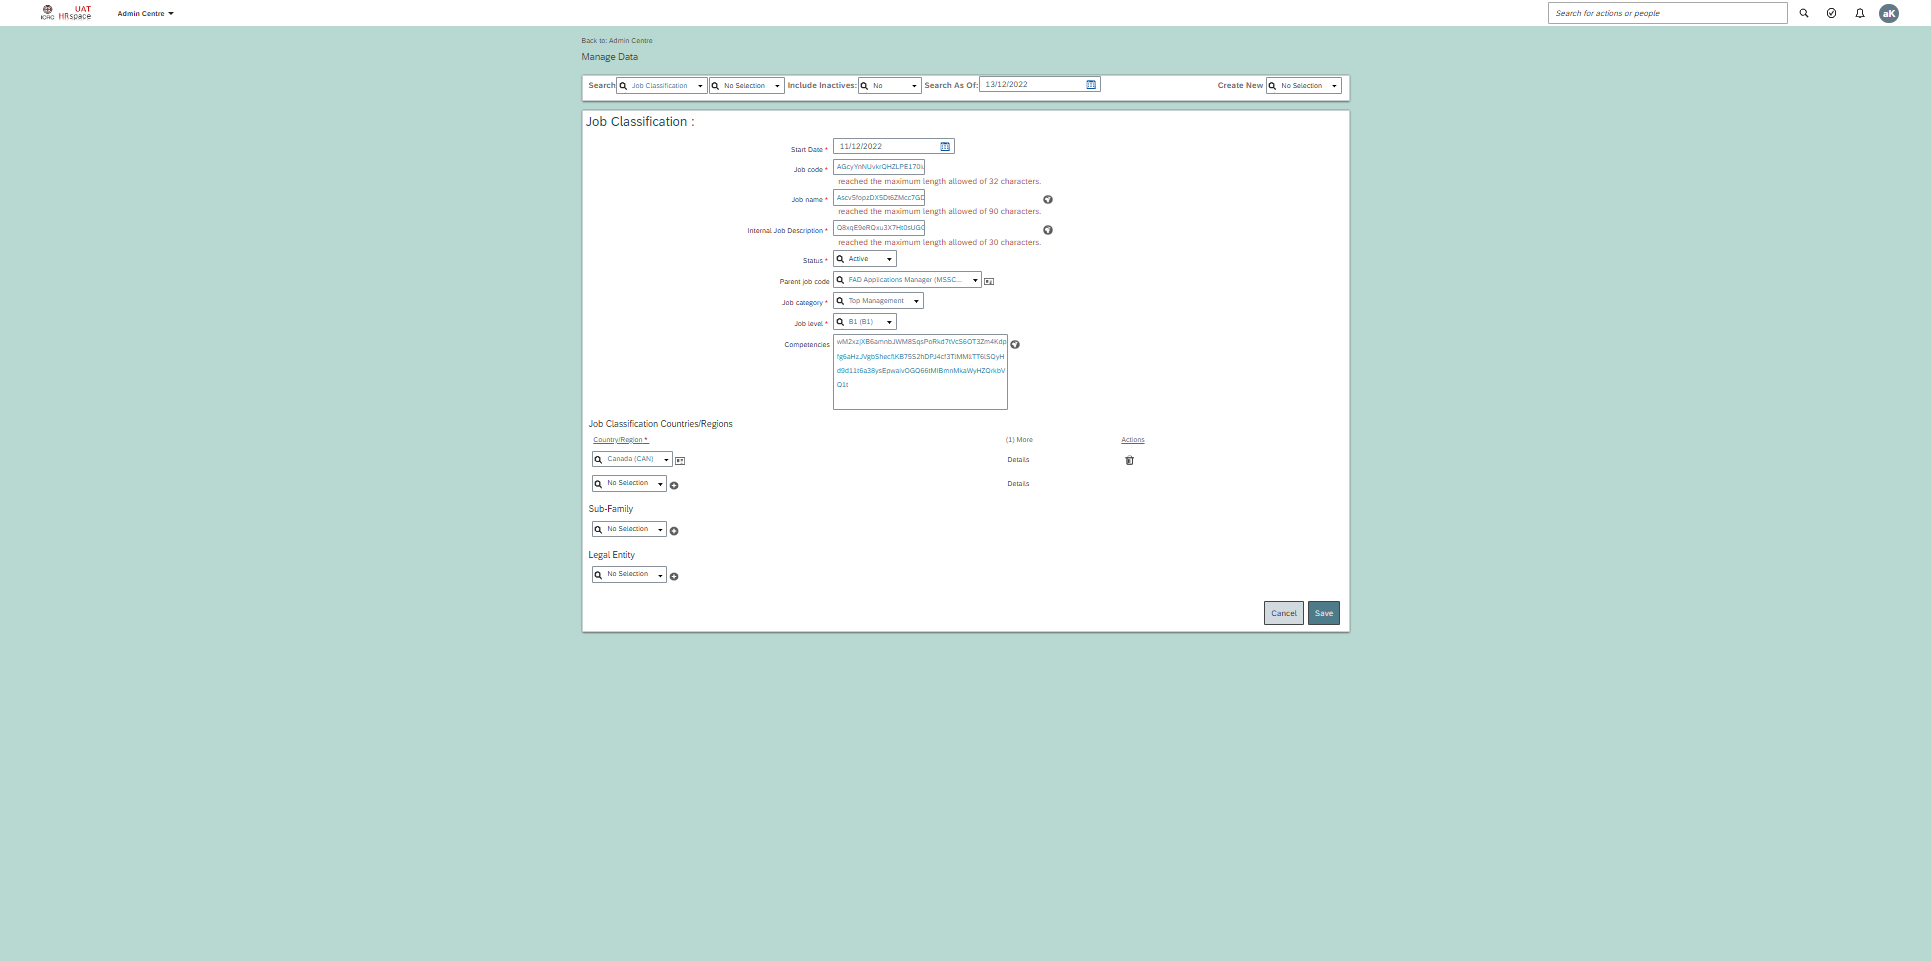 ICRC
UAT
HRspace
Admin Centre
Search for actions or people
aK
Back to: Admin Centre
Manage Data
Search Job Classification No Selection Include Inactives: No Search As Of: 13/12/2022 Create New No Selection
Job Classification :
Start Date * 11/12/2022
Job code *
reached the maximum length allowed of 32 characters.
Job name *
reached the maximum length allowed of 90 characters.
Internal Job Description *
reached the maximum length allowed of 30 characters.
Status * Active
Parent job code FAD Applications Manager (MSSC...
Job category * Top Management
Job level * B1 (B1)
Competencies
Q1t
Job Classification Countries/Regions
Country/Region * (1) More Actions
Canada (CAN) Details
No Selection Details
Sub-Family
No Selection
Legal Entity
No Selection
Cancel Save